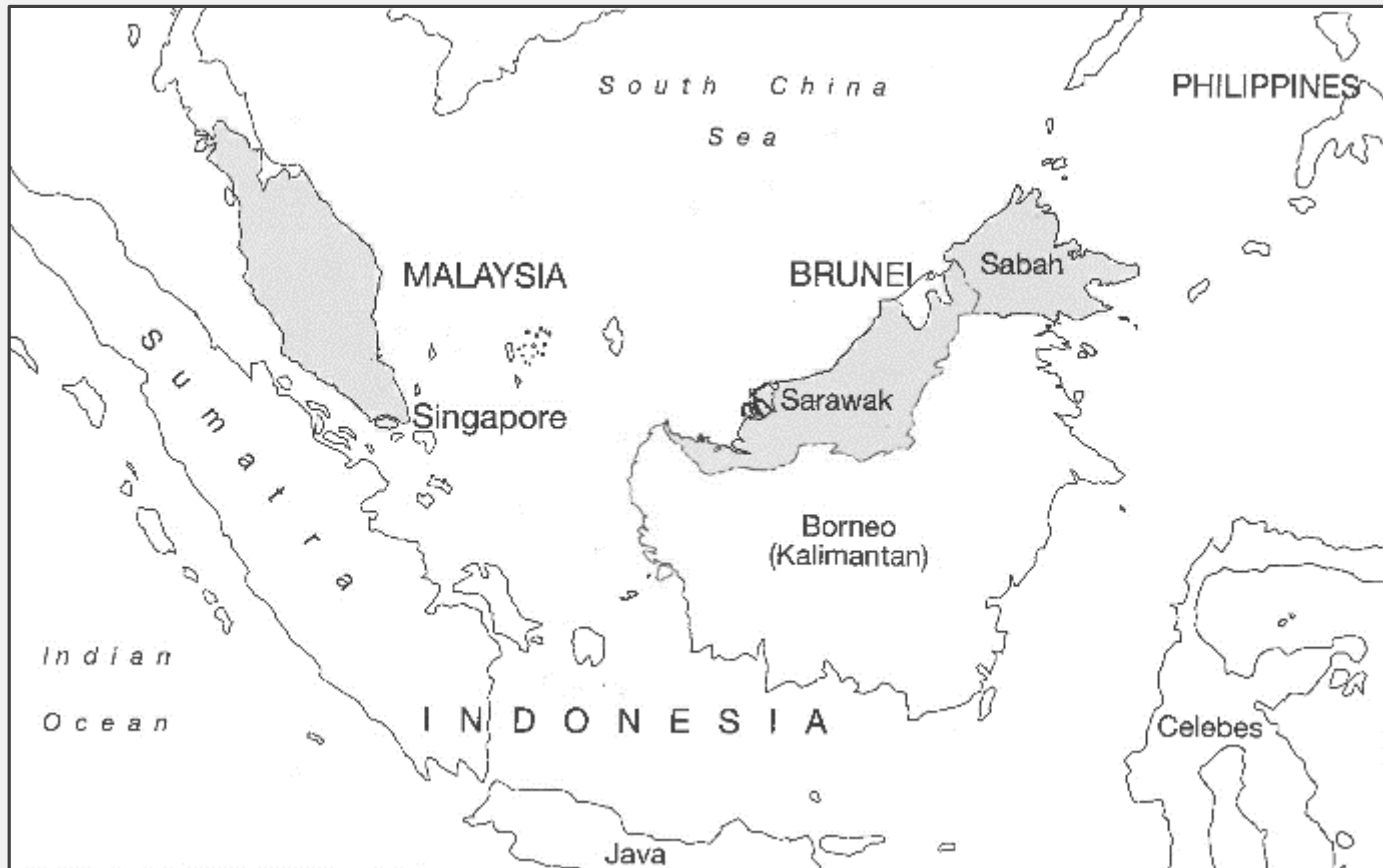 South China
Sea
PHILIPPINES
MALAYSIA
BRUNEI
Sabah
Sumatra
Singapore
Sarawak
Borneo
(Kalimantan)
Indian
Ocean
INDONESIA
Celebes
Java